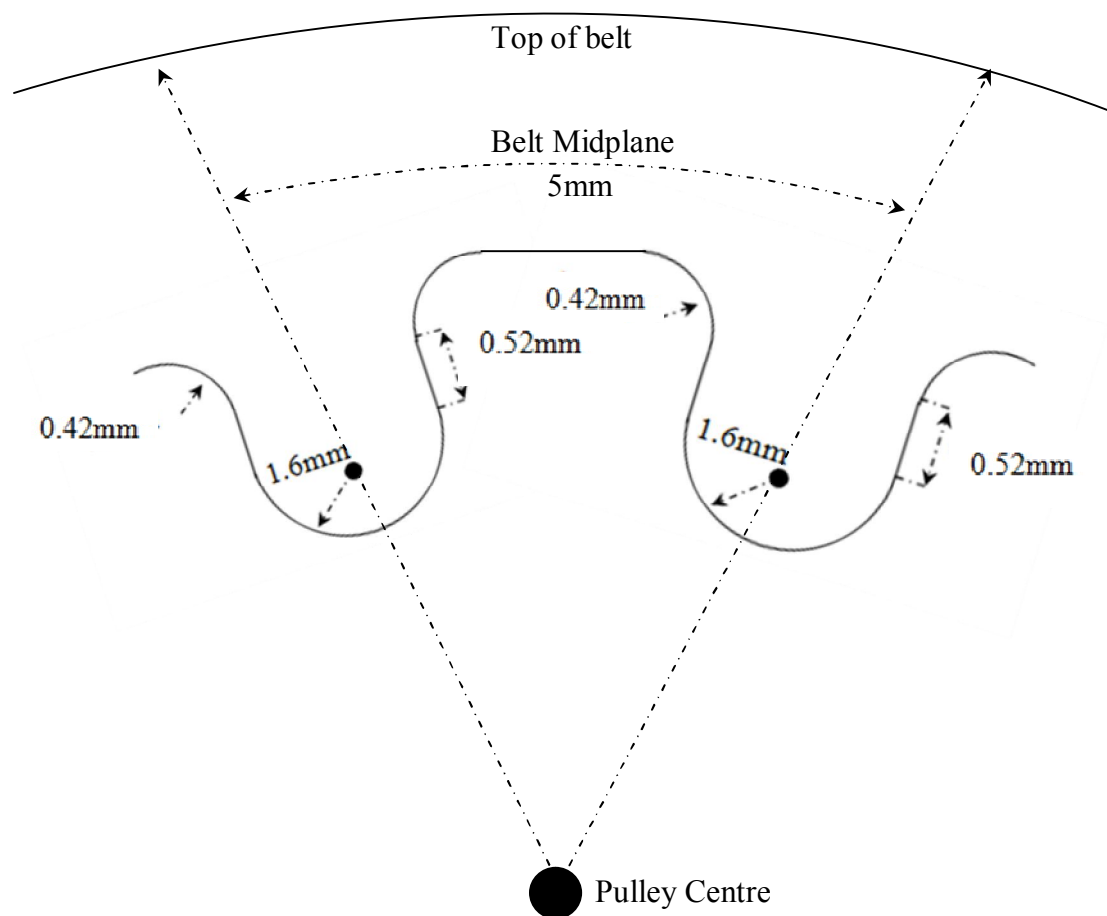 Top of belt
Belt Midplane
5mm
0.42mm
0.52mm
0.42mm
1.6mm
1.6mm
0.52mm
Pulley Centre